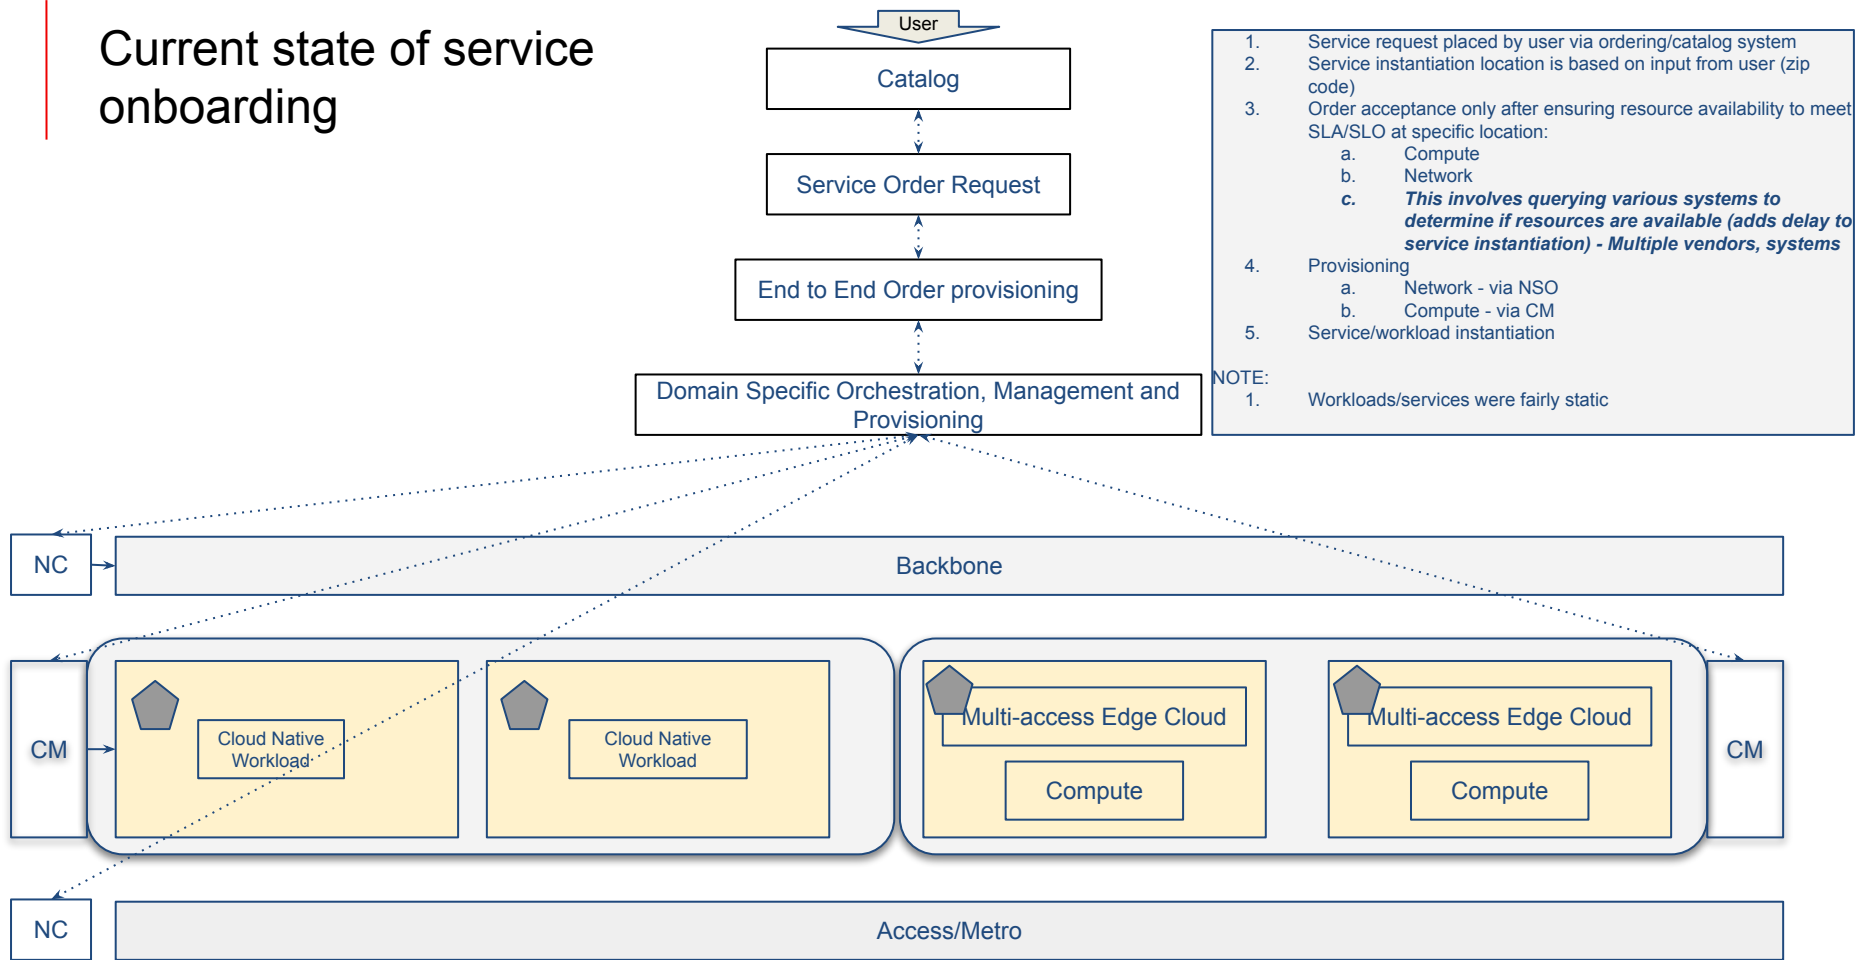 Current state of service
onboarding
User
Catalog
Service Order Request
End to End Order provisioning
Domain Specific Orchestration, Management and
Provisioning
1. Service request placed by user via ordering/catalog system
2. Service instantiation location is based on input from user (zip
code)
3. Order acceptance only after ensuring resource availability to meet
SLA/SLO at specific location:
a. Compute
b. Network
c. This involves querying various systems to
determine if resources are available (adds delay to
service instantiation) - Multiple vendors, systems
4. Provisioning
a. Network - via NSO
b. Compute - via CM
5. Service/workload instantiation
NOTE:
1. Workloads/services were fairly static
NC
Backbone
CM
Cloud Native
Workload
Cloud Native
Workload
Multi-access Edge Cloud
Compute
Multi-access Edge Cloud
Compute
CM
NC
Access/Metro